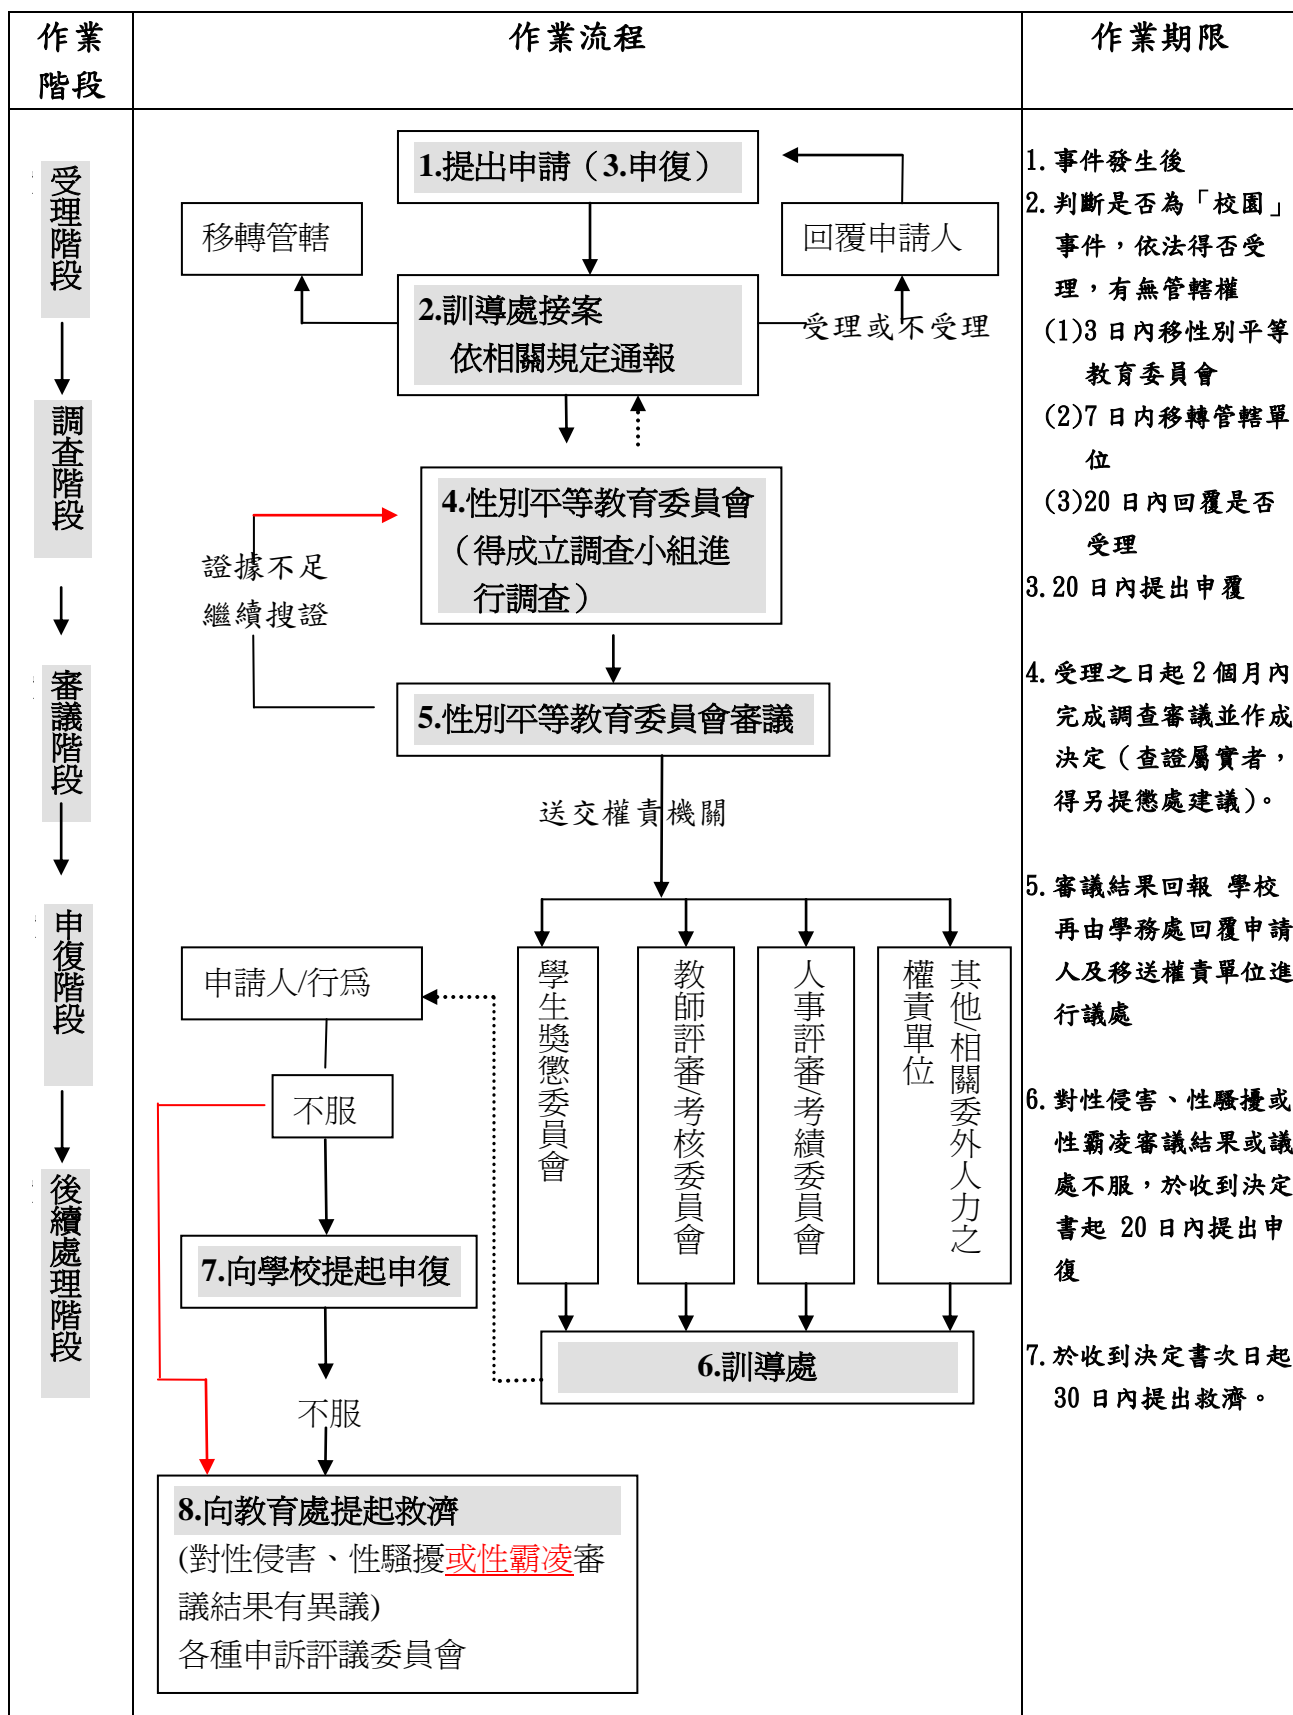 作業
階段
作業流程
作業期限
受理階段
調查階段
審議階段
申復階段
後續處理階段
1.提出申請（3.申復）
移轉管轄
回覆申請人
2.訓導處接案
依相關規定通報
受理或不受理
4.性別平等教育委員會
（得成立調查小組進
行調查）
證據不足
繼續搜證
5.性別平等教育委員會審議
送交權責機關
學生獎懲委員會
教師評審/考核委員會
人事評審/考績委員會
其他/相關委外人力之
權責單位
申請人/行為
不服
7.向學校提起申復
6.訓導處
不服
8.向教育處提起救濟
(對性侵害、性騷擾或性霸凌審
議結果有異議)
各種申訴評議委員會
1.事件發生後
2.判斷是否為「校園」
事件，依法得否受
理，有無管轄權
(1)3 日內移性別平等
教育委員會
(2)7 日內移轉管轄單
位
(3)20 日內回覆是否
受理
3.20 日內提出申覆
4.受理之日起 2 個月內
完成調查審議並作成
決定（查證屬實者，
得另提懲處建議）。
5.審議結果回報 學校
再由學務處回覆申請
人及移送權責單位進
行議處
6.對性侵害、性騷擾或
性霸凌審議結果或議
處不服，於收到決定
書起 20 日內提出申
復
7.於收到決定書次日起
30 日內提出救濟。